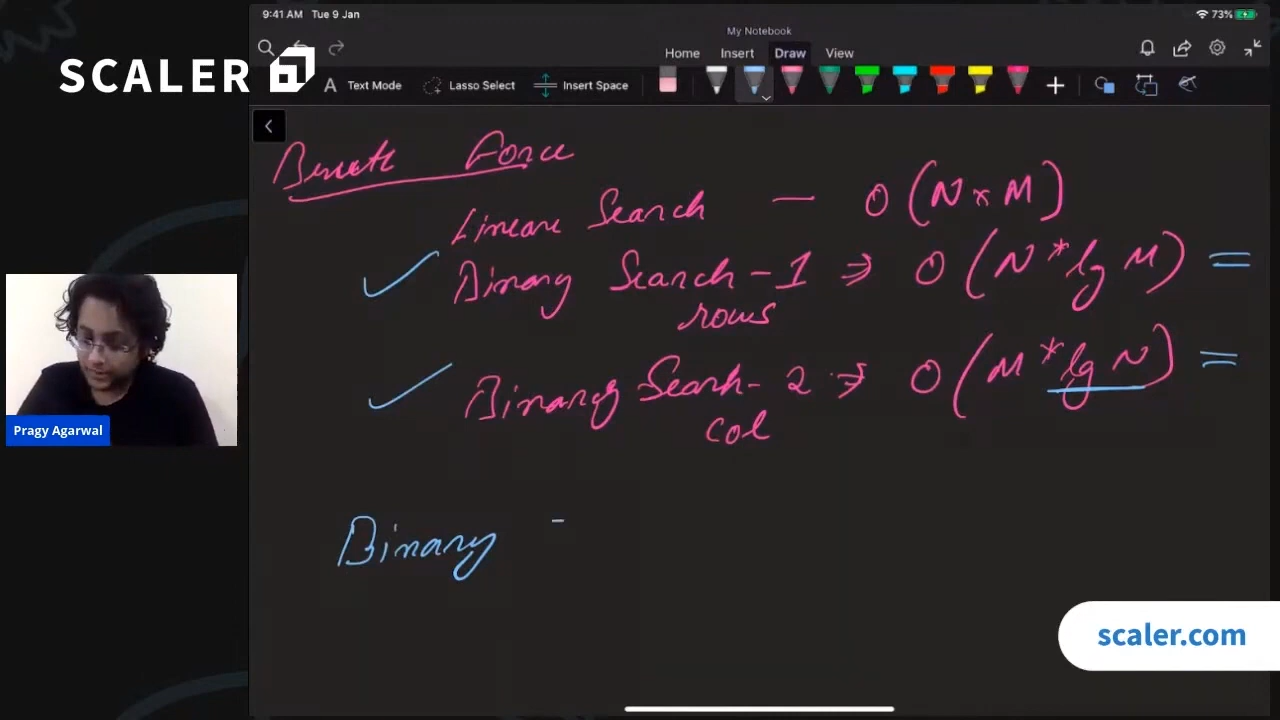 9:41 AM Tue 9 Jan
73%
My Notebook
Home Insert Draw View
SCALER
Text Mode Lasso Select Insert Space
Brute Force
Linear Search — O(N×M)
Binary Search-1 ⇒ O(N*lg M) =
rows
Binary Search-2 ⇒ O(M*lg N) =
col
Pragy Agarwal
Binary
scaler.com